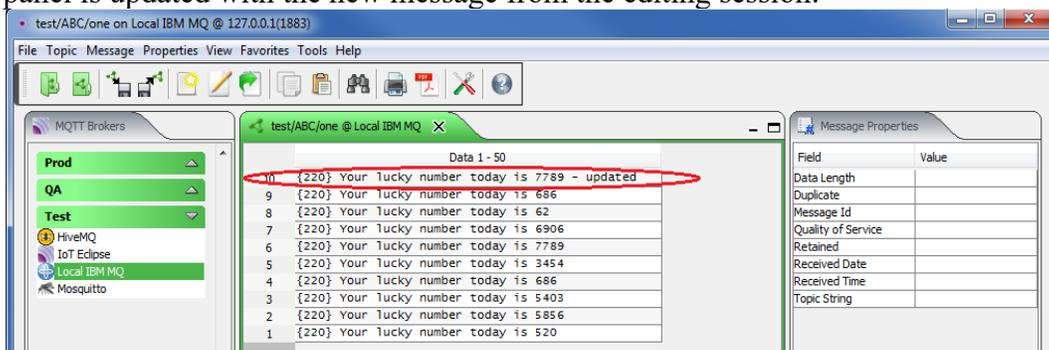 panel is updated with the new message from the editing session.
test/ABC/one on Local IBM MQ @ 127.0.0.1(1883)
File Topic Message Properties View Favorites Tools Help
MQTT Brokers
Prod
QA
Test
HiveMQ
IoT Eclipse
Local IBM MQ
Mosquitto
test/ABC/one @ Local IBM MQ
Data 1 - 50
10 {220} Your lucky number today is 7789 - updated
9 {220} Your lucky number today is 686
8 {220} Your lucky number today is 62
7 {220} Your lucky number today is 6906
6 {220} Your lucky number today is 7789
5 {220} Your lucky number today is 3454
4 {220} Your lucky number today is 686
3 {220} Your lucky number today is 5403
2 {220} Your lucky number today is 5856
1 {220} Your lucky number today is 520
Message Properties
Field Value
Data Length
Duplicate
Message Id
Quality of Service
Retained
Received Date
Received Time
Topic String